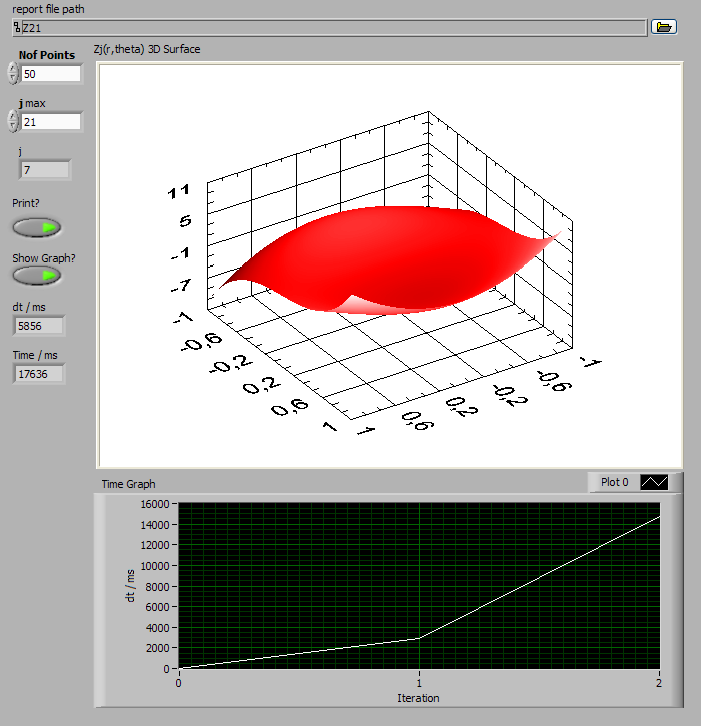 report file path
Z21
Nof Points
50
j max
21
j
7
Print?
Show Graph?
dt / ms
5856
Time / ms
17636
Zj(r,theta) 3D Surface
11
5
-1
-7
-1
-0,6
-0,2
0,2
0,6
1
1
0,6
0,2
-0,2
-0,6
-1
Time Graph
Plot 0
16000
14000
12000
10000
8000
6000
4000
2000
0
dt / ms
0 1 2
Iteration